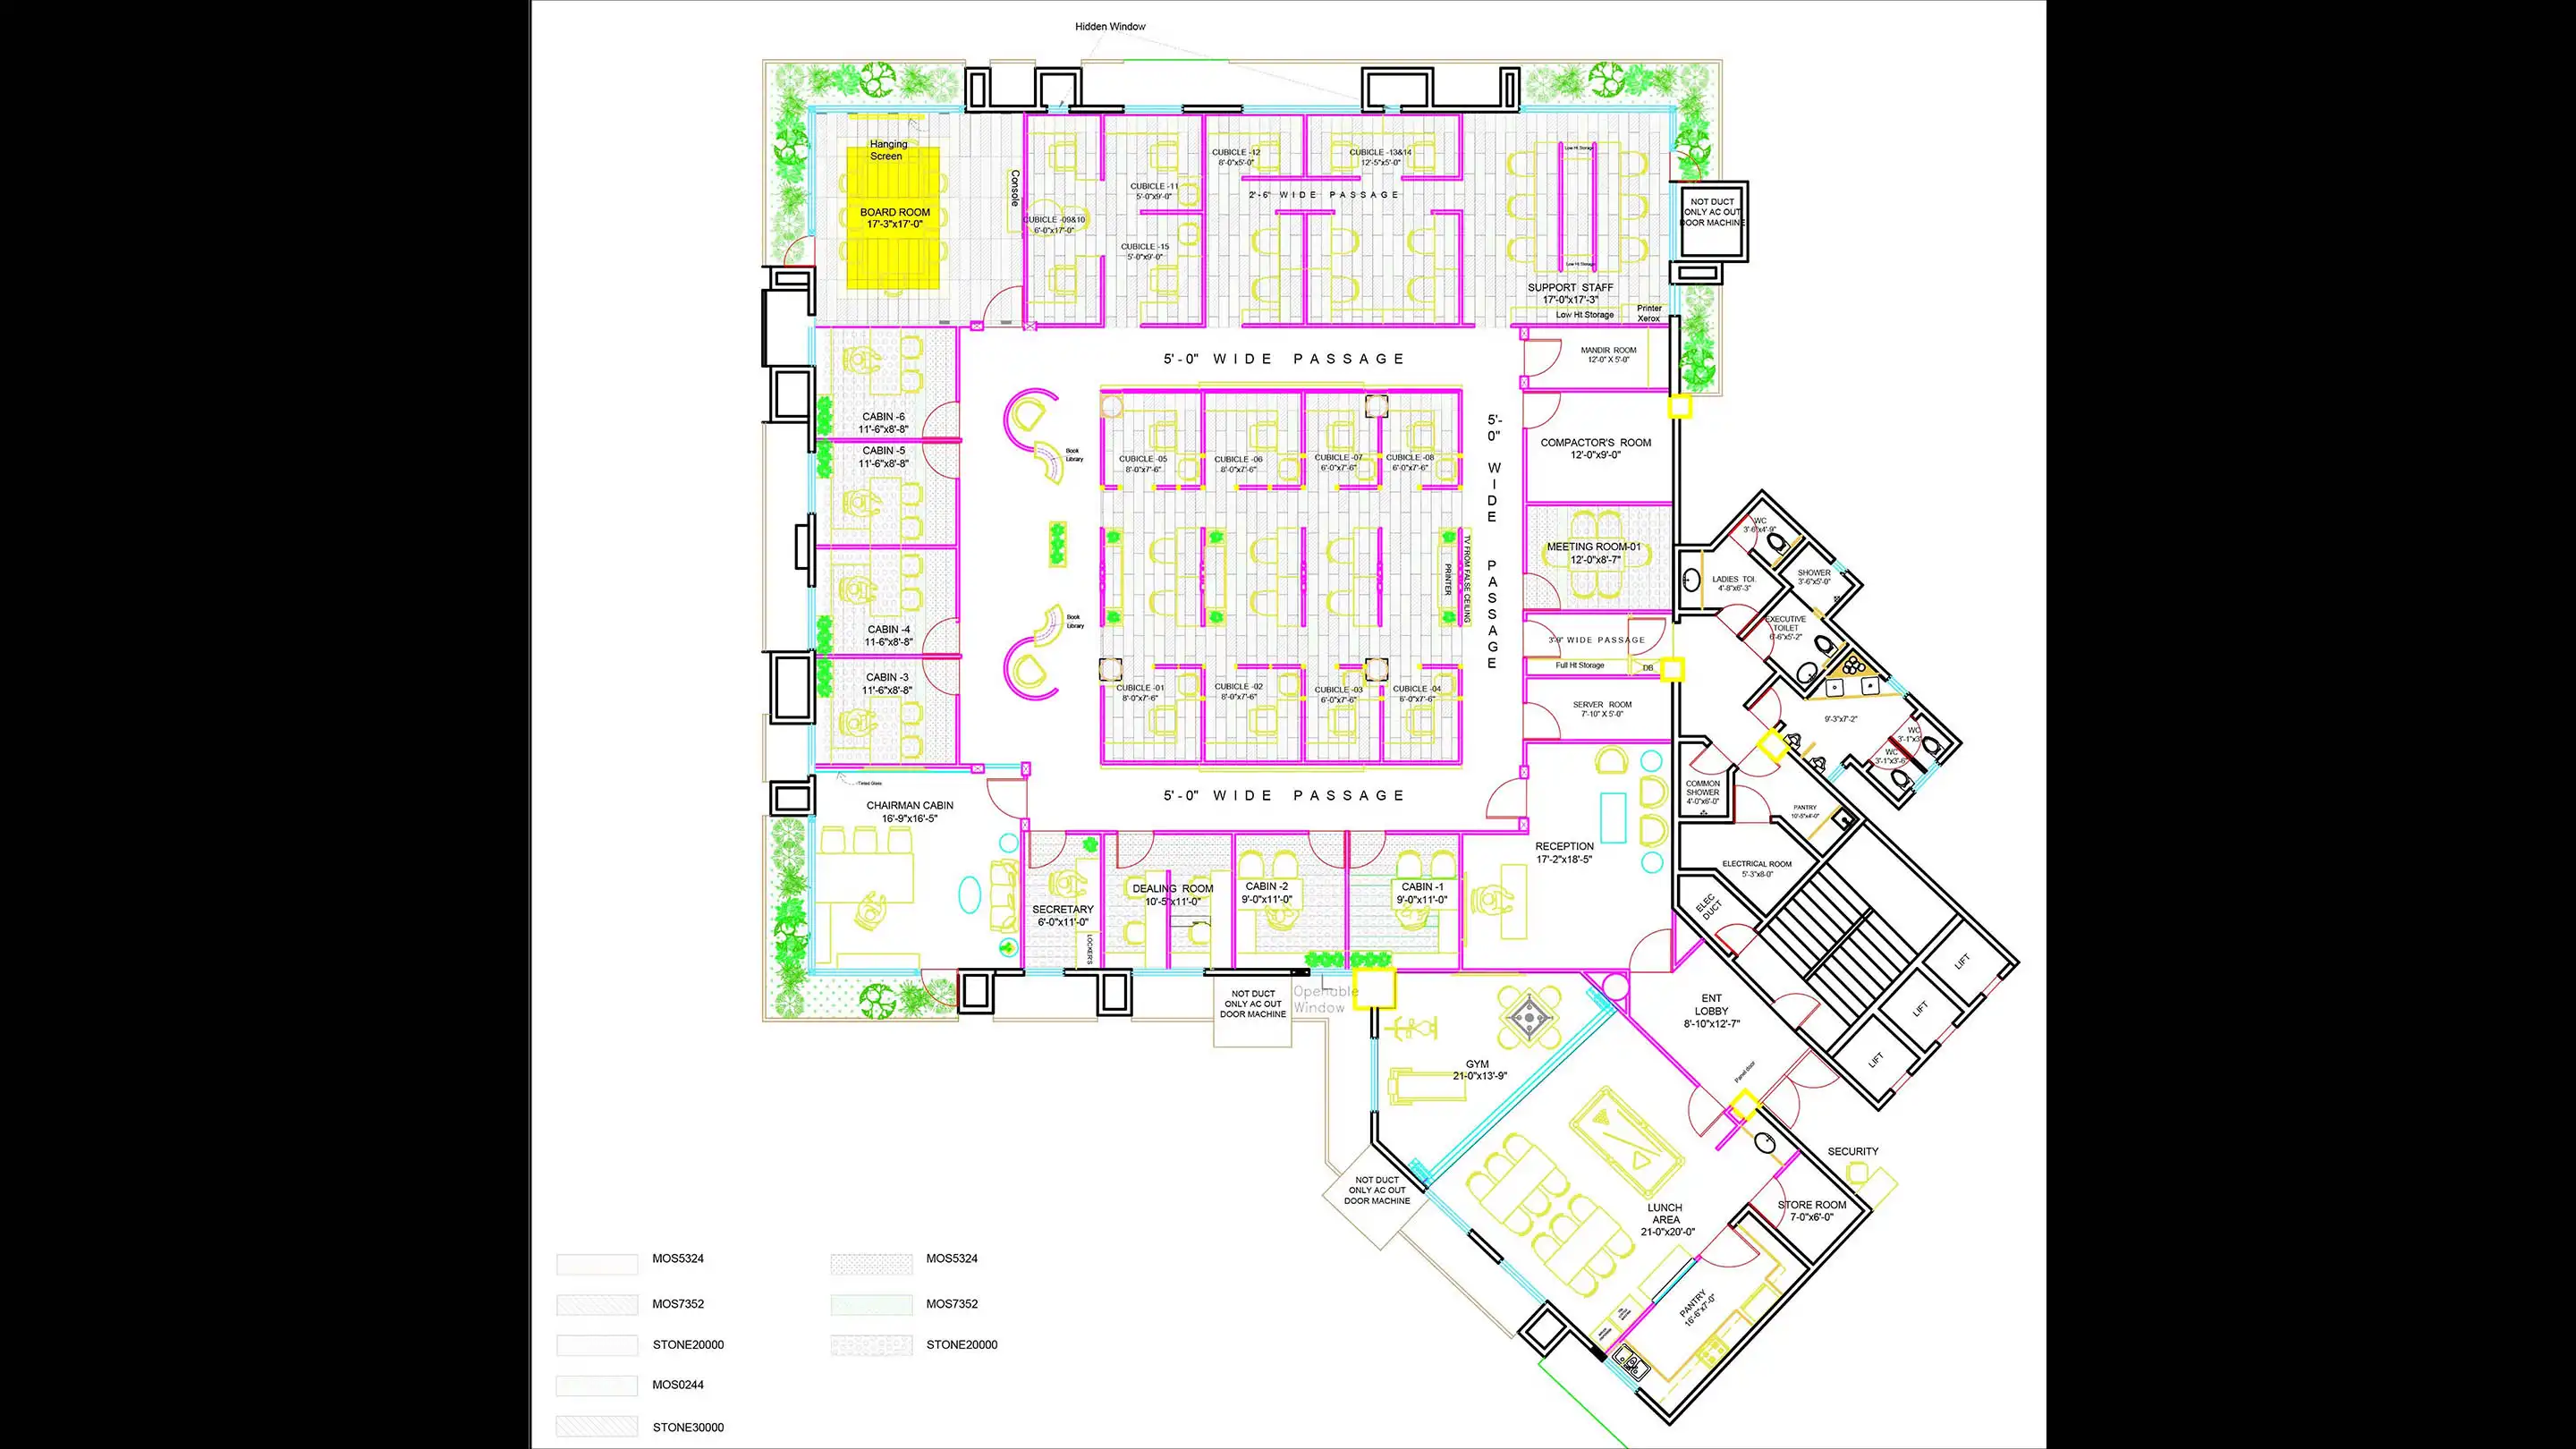 Hidden Window
Hanging
Screen
BOARD ROOM
17'-3"x17'-0"
Console
CUBICLE -09&10
6'-0"x17'-0"
CUBICLE -11
5'-0"x9'-0"
CUBICLE -15
5'-0"x9'-0"
CUBICLE -12
8'-0"x5'-0"
CUBICLE -13&14
12'-5"x5'-0"
2'-6" WIDE PASSAGE
Low Ht Storage
Low Ht Storage
SUPPORT STAFF
17'-0"x17'-3"
Low Ht Storage
Printer
Xerox
NOT DUCT
ONLY AC OUT
DOOR MACHINE
5'-0" WIDE PASSAGE
MANDIR ROOM
12'-0" X 5'-0"
CABIN -6
11'-6"x8'-8"
CABIN -5
11'-6"x8'-8"
CABIN -4
11-6"x8'-8"
CABIN -3
11'-6"x8'-8"
Book
Library
Book
Library
CUBICLE -05
8'-0"x7'-6"
CUBICLE -06
8'-0"x7'-6"
CUBICLE -07
6'-0"x7'-6"
CUBICLE -08
6'-0"x7'-6"
5'-0" WIDE PASSAGE
COMPACTOR'S ROOM
12'-0"x9'-0"
MEETING ROOM-01
12'-0"x8'-7"
TV FROM FALSE CEILING
PRINTER
3'-9" WIDE PASSAGE
Full Ht Storage
DB
CUBICLE -01
8'-0"x7'-6"
CUBICLE -02
8'-0"x7'-6"
CUBICLE -03
6'-0"x7'-6"
CUBICLE -04
6'-0"x7'-6"
SERVER ROOM
7'-10" X 5'-0"
WC
3'-6"x4'-9"
LADIES TOI.
4'-8"x6'-3"
SHOWER
3'-6"x5'-0"
EXECUTIVE
TOILET
6'-6"x5'-2"
9'-3"x7'-2"
WC
3'-1"x3'
WC
3'-1"x3'-6"
COMMON
SHOWER
4'-0"x6'-0"
PANTRY
10'-5"x4'-0"
ELECTRICAL ROOM
5'-3"x8-0"
ELEC
DUCT
5'-0" WIDE PASSAGE
Tinted Glass
CHAIRMAN CABIN
16'-9"x16'-5"
SECRETARY
6'-0"x11'-0"
LOCKERS
DEALING ROOM
10'-5"x11'-0"
CABIN -2
9'-0"x11'-0"
CABIN -1
9'-0"x11'-0"
RECEPTION
17'-2"x18'-5"
LIFT
LIFT
LIFT
NOT DUCT
ONLY AC OUT
DOOR MACHINE
Openable
Window
ENT
LOBBY
8'-10"x12'-7"
Panel door
GYM
21-0"x13'-9"
SECURITY
NOT DUCT
ONLY AC OUT
DOOR MACHINE
STORE ROOM
7-0"x6'-0"
LUNCH
AREA
21-0"x20'-0"
PANTRY
16'-6"x7'-0"
MOS5324
MOS7352
STONE20000
MOS0244
STONE30000
MOS5324
MOS7352
STONE20000